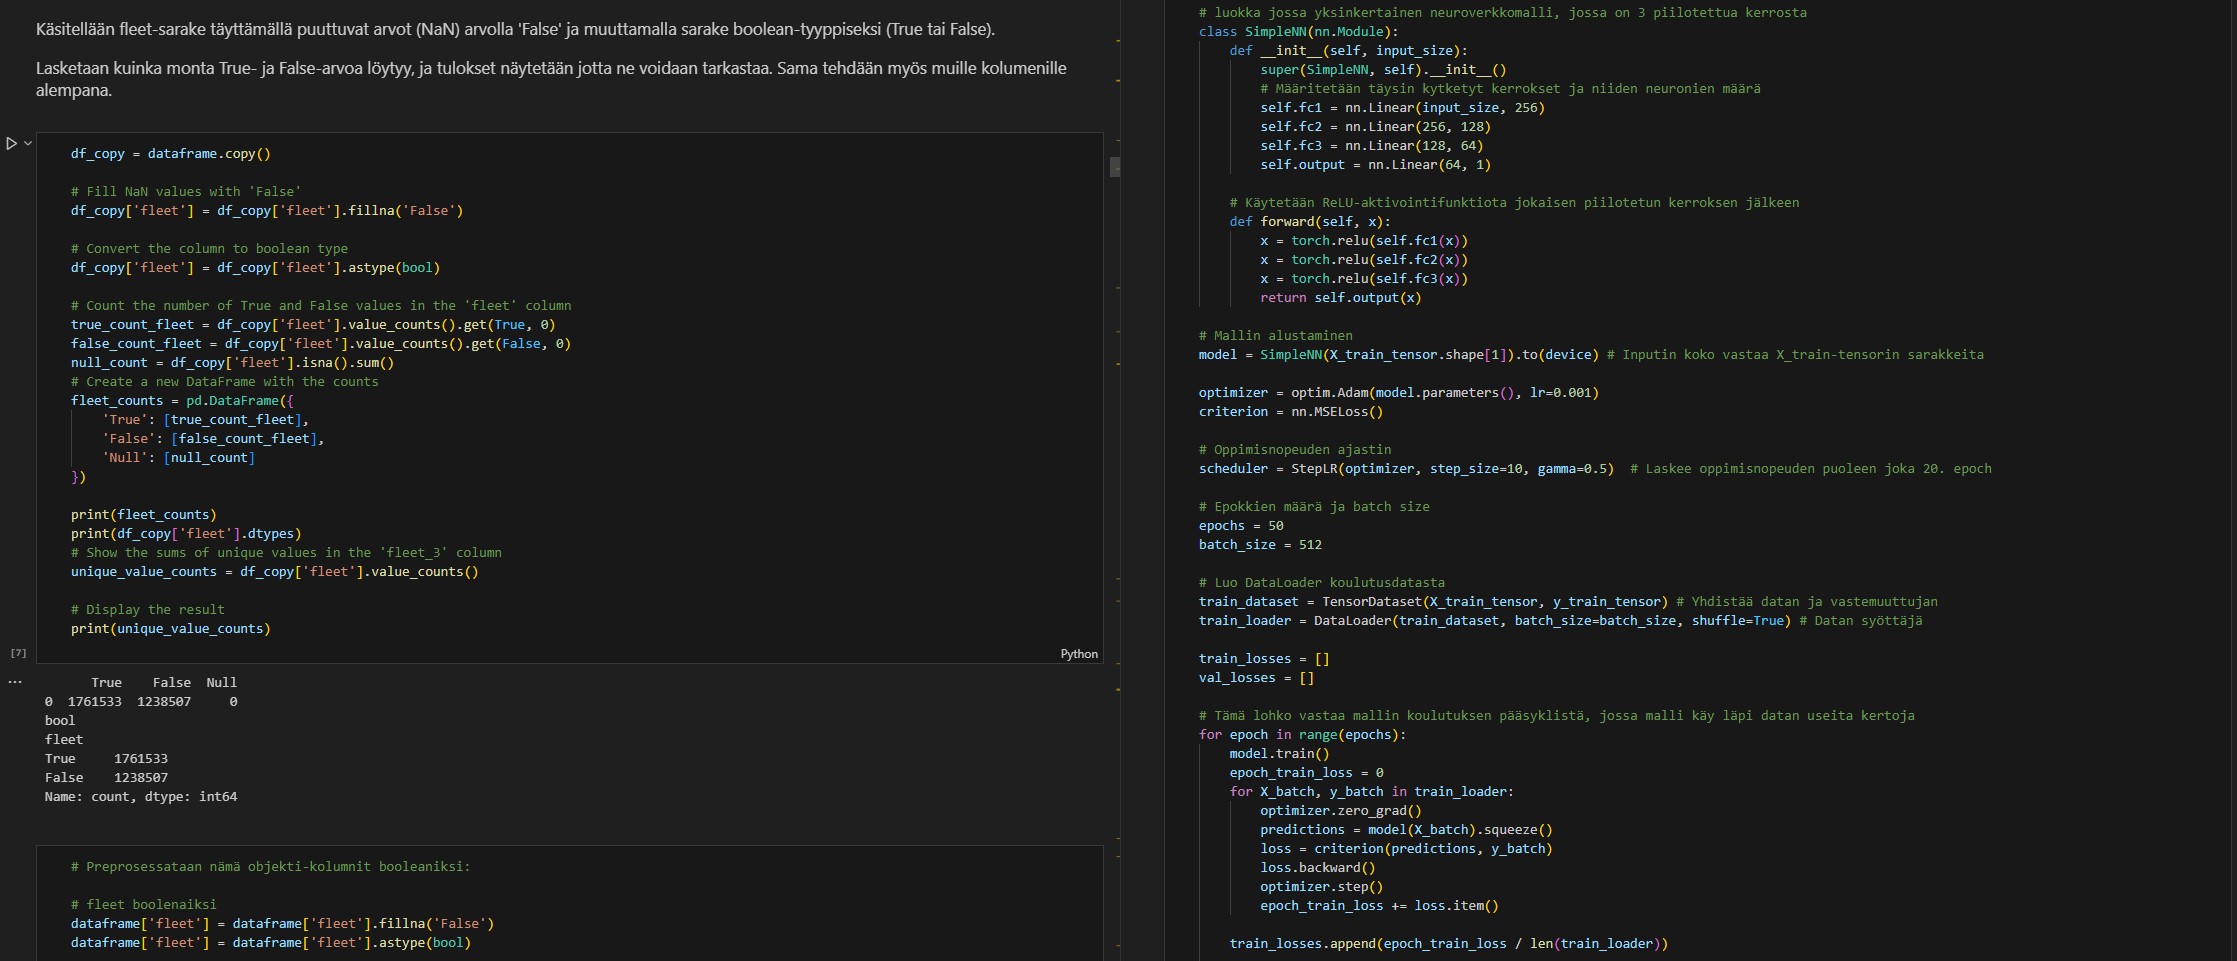 Käsitellään fleet-sarake täyttämällä puuttuvat arvot (NaN) arvolla 'False' ja muuttamalla sarake boolean-tyyppiseksi (True tai False).
Lasketaan kuinka monta True- ja False-arvoa löytyy, ja tulokset näytetään jotta ne voidaan tarkastaa. Sama tehdään myös muille kolumenille
alempana.
df_copy = dataframe.copy()
# Fill NaN values with 'False'
df_copy['fleet'] = df_copy['fleet'].fillna('False')
# Convert the column to boolean type
df_copy['fleet'] = df_copy['fleet'].astype(bool)
# Count the number of True and False values in the 'fleet' column
true_count_fleet = df_copy['fleet'].value_counts().get(True, 0)
false_count_fleet = df_copy['fleet'].value_counts().get(False, 0)
null_count = df_copy['fleet'].isna().sum()
# Create a new DataFrame with the counts
fleet_counts = pd.DataFrame({
    'True': [true_count_fleet],
    'False': [false_count_fleet],
    'Null': [null_count]
})
print(fleet_counts)
print(df_copy['fleet'].dtypes)
# Show the sums of unique values in the 'fleet_3' column
unique_value_counts = df_copy['fleet'].value_counts()
# Display the result
print(unique_value_counts)
[7]
Python
...
      True    False  Null
0  1761533  1238507     0
bool
fleet
True     1761533
False    1238507
Name: count, dtype: int64
# Preprosessataan nämä objekti-kolumnit booleaniksi:
# fleet boolenaiksi
dataframe['fleet'] = dataframe['fleet'].fillna('False')
dataframe['fleet'] = dataframe['fleet'].astype(bool)
# luokka jossa yksinkertainen neuroverkkomalli, jossa on 3 piilotettua kerrosta
class SimpleNN(nn.Module):
    def __init__(self, input_size):
        super(SimpleNN, self).__init__()
        # Määritetään täysin kytketyt kerrokset ja niiden neuronien määrä
        self.fc1 = nn.Linear(input_size, 256)
        self.fc2 = nn.Linear(256, 128)
        self.fc3 = nn.Linear(128, 64)
        self.output = nn.Linear(64, 1)
    # Käytetään ReLU-aktivointifunktiota jokaisen piilotetun kerroksen jälkeen
    def forward(self, x):
        x = torch.relu(self.fc1(x))
        x = torch.relu(self.fc2(x))
        x = torch.relu(self.fc3(x))
        return self.output(x)
# Mallin alustaminen
model = SimpleNN(X_train_tensor.shape[1]).to(device) # Inputin koko vastaa X_train-tensorin sarakkeita
optimizer = optim.Adam(model.parameters(), lr=0.001)
criterion = nn.MSELoss()
# Oppimisnopeuden ajastin
scheduler = StepLR(optimizer, step_size=10, gamma=0.5)  # Laskee oppimisnopeuden puoleen joka 20. epoch
# Epokkien määrä ja batch size
epochs = 50
batch_size = 512
# Luo DataLoader koulutusdatasta
train_dataset = TensorDataset(X_train_tensor, y_train_tensor) # Yhdistää datan ja vastemuuttujan
train_loader = DataLoader(train_dataset, batch_size=batch_size, shuffle=True) # Datan syöttäjä
train_losses = []
val_losses = []
# Tämä lohko vastaa mallin koulutuksen pääsyklistä, jossa malli käy läpi datan useita kertoja
for epoch in range(epochs):
    model.train()
    epoch_train_loss = 0
    for X_batch, y_batch in train_loader:
        optimizer.zero_grad()
        predictions = model(X_batch).squeeze()
        loss = criterion(predictions, y_batch)
        loss.backward()
        optimizer.step()
        epoch_train_loss += loss.item()
    train_losses.append(epoch_train_loss / len(train_loader))